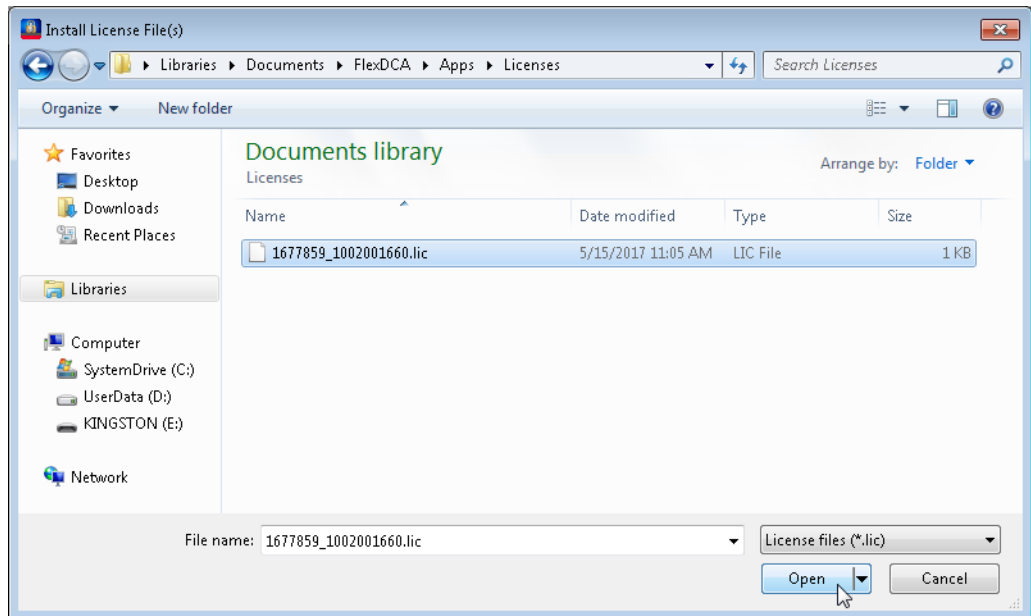 Install License File(s)
Libraries Documents FlexDCA Apps Licenses Search Licenses
Organize New folder
Favorites
Desktop
Downloads
Recent Places
Libraries
Computer
SystemDrive (C:)
UserData (D:)
KINGSTON (E:)
Network
Documents library
Licenses
Arrange by: Folder
Name Date modified Type Size
1677859_1002001660.lic 5/15/2017 11:05 AM LIC File 1 KB
File name: 1677859_1002001660.lic License files (*.lic)
Open Cancel